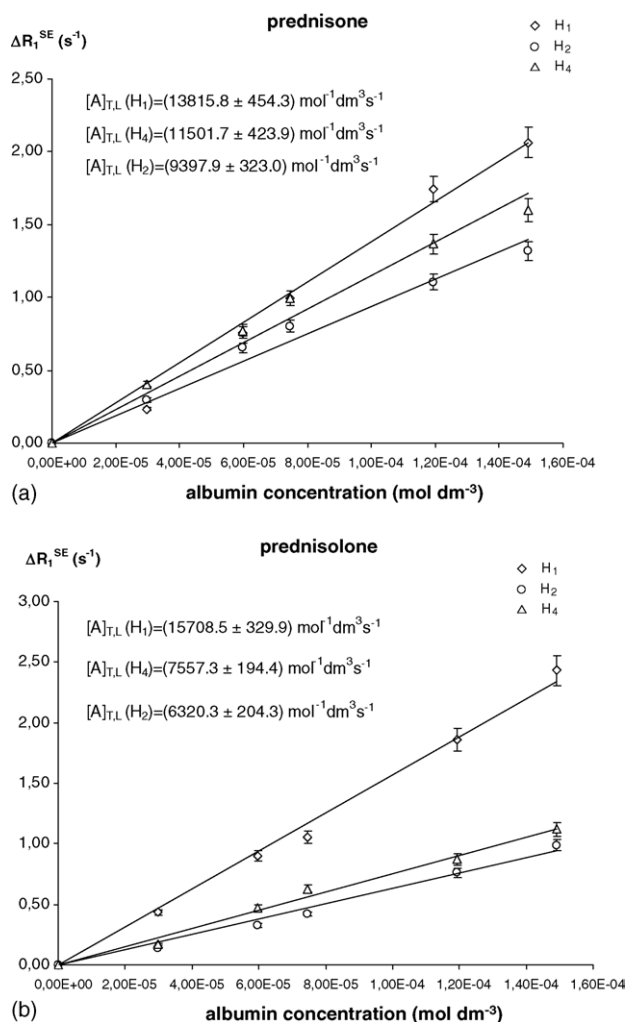 prednisone
ΔR₁ˢᴱ (s⁻¹)
H₁
H₂
H₄
2,50
2,00
1,50
1,00
0,50
0,00
[A]T,L (H₁)=(13815.8 ± 454.3) mol⁻¹dm³s⁻¹
[A]T,L (H₄)=(11501.7 ± 423.9) mol⁻¹dm³s⁻¹
[A]T,L (H₂)=(9397.9 ± 323.0) mol⁻¹dm³s⁻¹
0,00E+00 2,00E-05 4,00E-05 6,00E-05 8,00E-05 1,00E-04 1,20E-04 1,40E-04 1,60E-04
(a) albumin concentration (mol dm⁻³)
prednisolone
ΔR₁ˢᴱ (s⁻¹)
H₁
H₂
H₄
3,00
2,50
2,00
1,50
1,00
0,50
0,00
[A]T,L (H₁)=(15708.5 ± 329.9) mol⁻¹dm³s⁻¹
[A]T,L (H₄)=(7557.3 ± 194.4) mol⁻¹dm³s⁻¹
[A]T,L (H₂)=(6320.3 ± 204.3) mol⁻¹dm³s⁻¹
0,00E+00 2,00E-05 4,00E-05 6,00E-05 8,00E-05 1,00E-04 1,20E-04 1,40E-04 1,60E-04
(b) albumin concentration (mol dm⁻³)